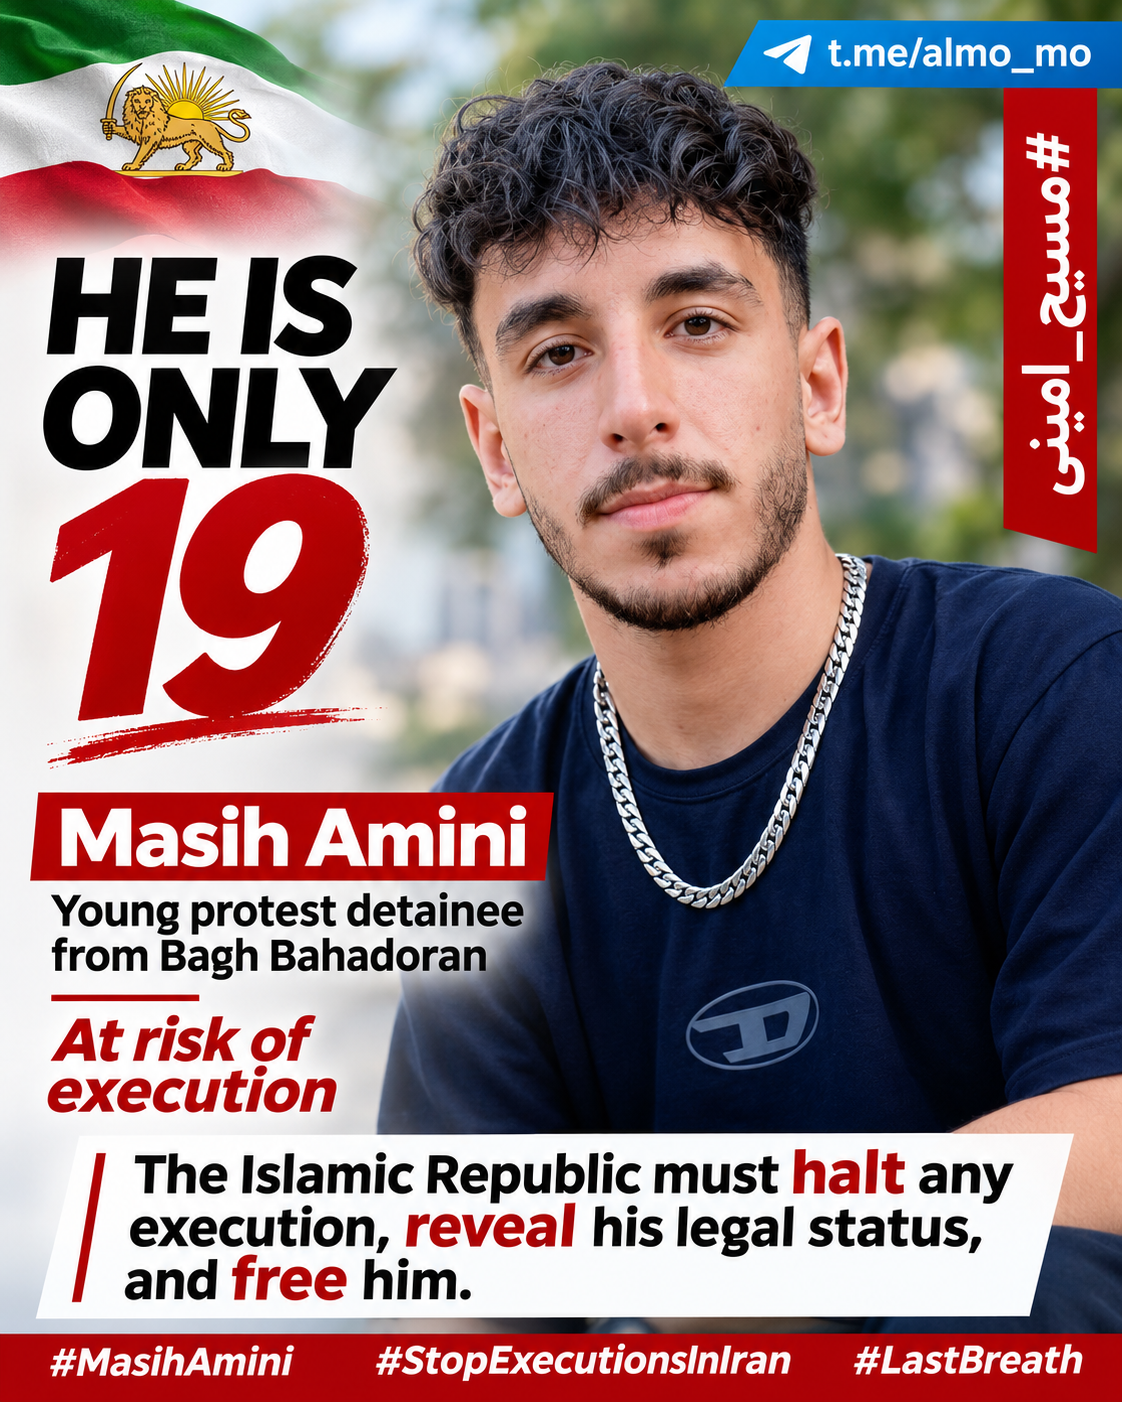 t.me/almo_mo
#مسیح_امینی
HE IS
ONLY
19
Masih Amini
Young protest detainee
from Bagh Bahadoran
At risk of
execution
The Islamic Republic must halt any
execution, reveal his legal status,
and free him.
D
#MasihAmini #StopExecutionsInIran #LastBreath